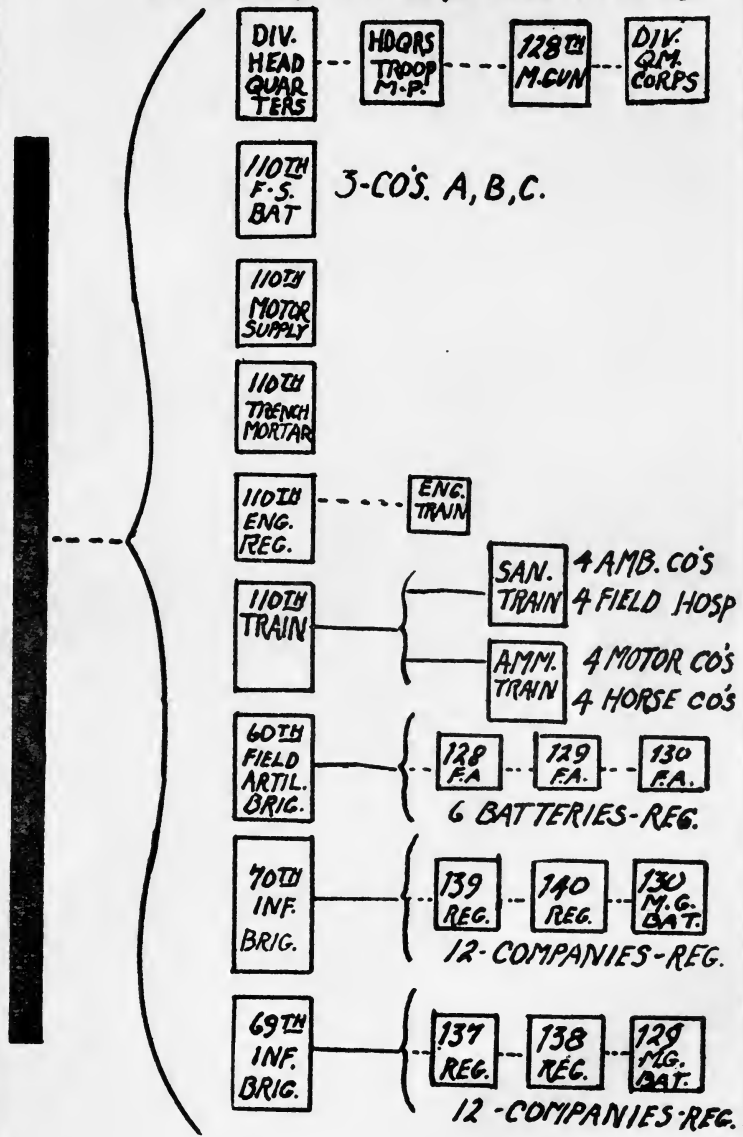 DIV.
HEAD
QUAR
TERS
HDQRS
TROOP
M.P.
128TH
M.GUN
DIV.
QM.
CORPS
110TH
F.S.
BAT
3-CO'S. A, B, C.
110TH
MOTOR
SUPPLY
110TH
TRENCH
MORTAR
110TH
ENG.
REG.
ENG.
TRAIN
110TH
TRAIN
SAN.
TRAIN
4 AMB. CO'S
4 FIELD HOSP
AMM.
TRAIN
4 MOTOR CO'S
4 HORSE CO'S
60TH
FIELD
ARTIL.
BRIG.
128
F.A
129
F.A.
130
F.A.
6 BATTERIES-REG.
70TH
INF.
BRIG.
139
REG.
140
REG.
130
M.G.
BAT.
12-COMPANIES-REG.
69TH
INF.
BRIG.
137
REG.
138
REG.
129
M.G.
BAT.
12-COMPANIES-REG.